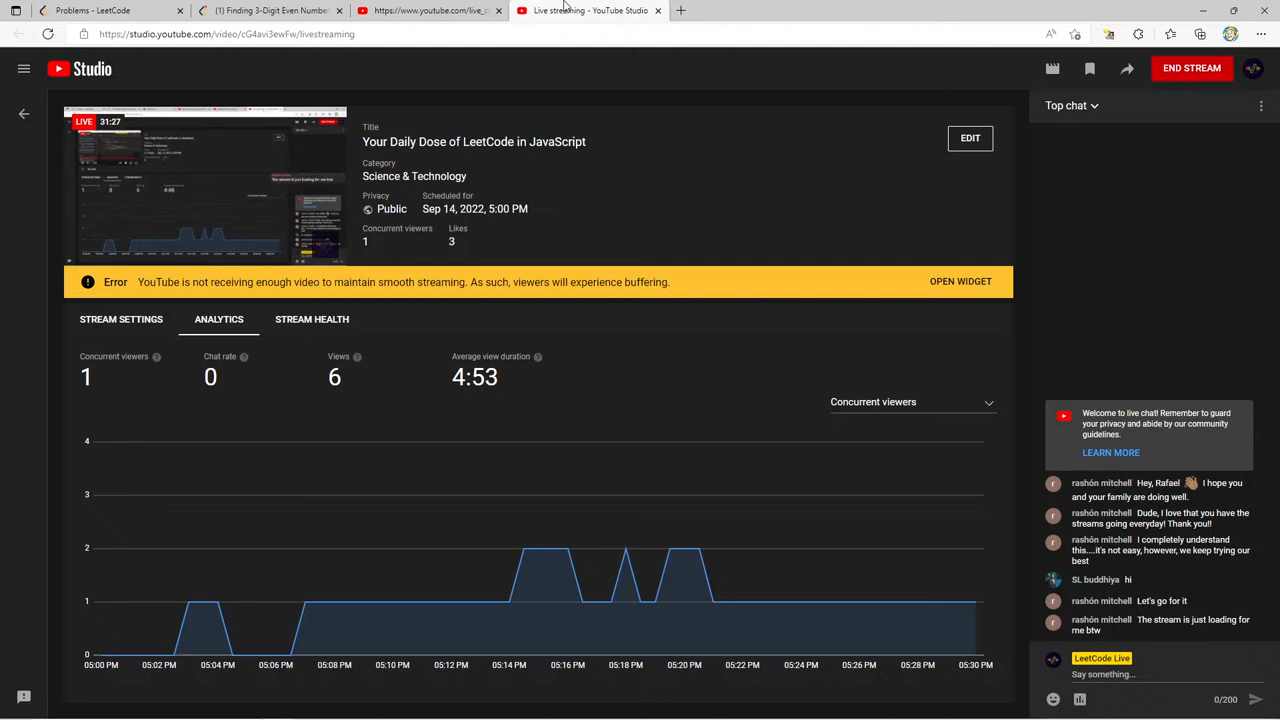 Problems - LeetCode
(1) Finding 3-Digit Even Number
https://www.youtube.com/live_c
Live streaming - YouTube Studio
https://studio.youtube.com/video/cG4avi3ewFw/livestreaming
Studio
END STREAM
LIVE 31:27
Title
Your Daily Dose of LeetCode in JavaScript
EDIT
Category
Science & Technology
Privacy
Scheduled for
Public
Sep 14, 2022, 5:00 PM
Concurrent viewers
Likes
1
3
Error YouTube is not receiving enough video to maintain smooth streaming. As such, viewers will experience buffering.
OPEN WIDGET
STREAM SETTINGS
ANALYTICS
STREAM HEALTH
Concurrent viewers
Chat rate
Views
Average view duration
1
0
6
4:53
Concurrent viewers
4
3
2
1
0
05:00 PM 05:02 PM 05:04 PM 05:06 PM 05:08 PM 05:10 PM 05:12 PM 05:14 PM 05:16 PM 05:18 PM 05:20 PM 05:22 PM 05:24 PM 05:26 PM 05:28 PM 05:30 PM
Top chat
Welcome to live chat! Remember to guard
your privacy and abide by our community
guidelines.
LEARN MORE
r rashón mitchell Hey, Rafael 👋🏽 I hope you
and your family are doing well.
r rashón mitchell Dude, I love that you have the
streams going everyday! Thank you!!
r rashón mitchell I completely understand
this....it's not easy, however, we keep trying our
best
SL buddhiya hi
r rashón mitchell Let's go for it
r rashón mitchell The stream is just loading for
me btw
LeetCode Live
Say something...
0/200